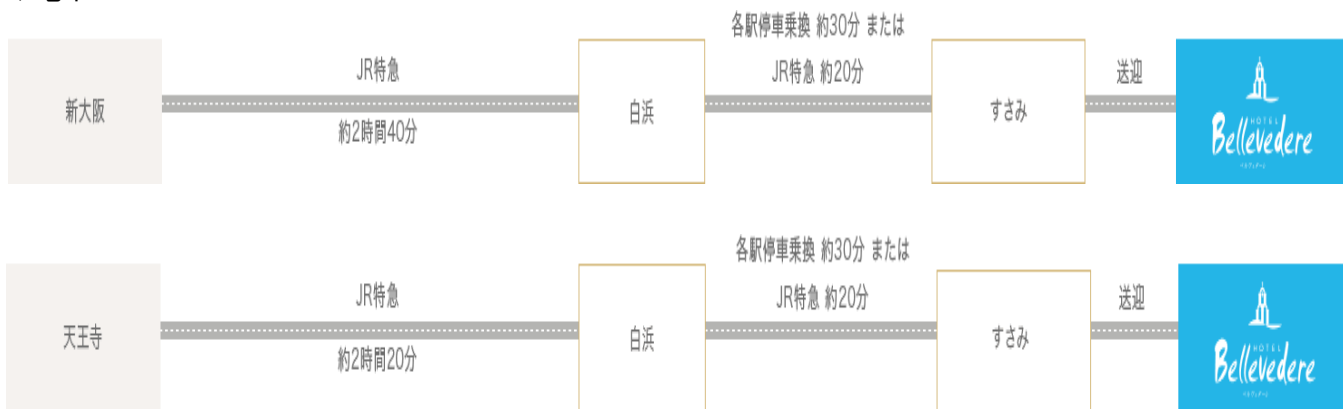 各駅停車乗換 約30分 または
JR特急
JR特急 約20分
送迎
新大阪
白浜
すさみ
約2時間40分
HOTEL
Bellevedere
各駅停車乗換 約30分 または
JR特急
JR特急 約20分
送迎
天王寺
白浜
すさみ
約2時間20分
HOTEL
Bellevedere